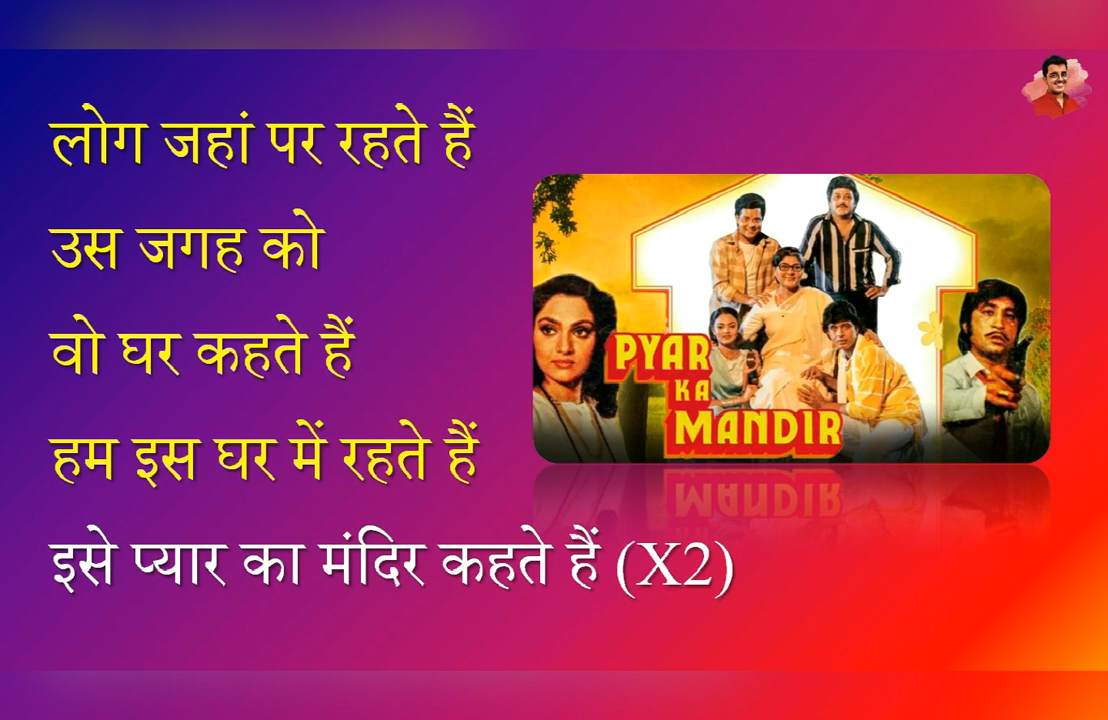 लोग जहां पर रहते हैं
उस जगह को
वो घर कहते हैं
हम इस घर में रहते हैं
इसे प्यार का मंदिर कहते हैं (X2)
PYAR
KA
MANDIR